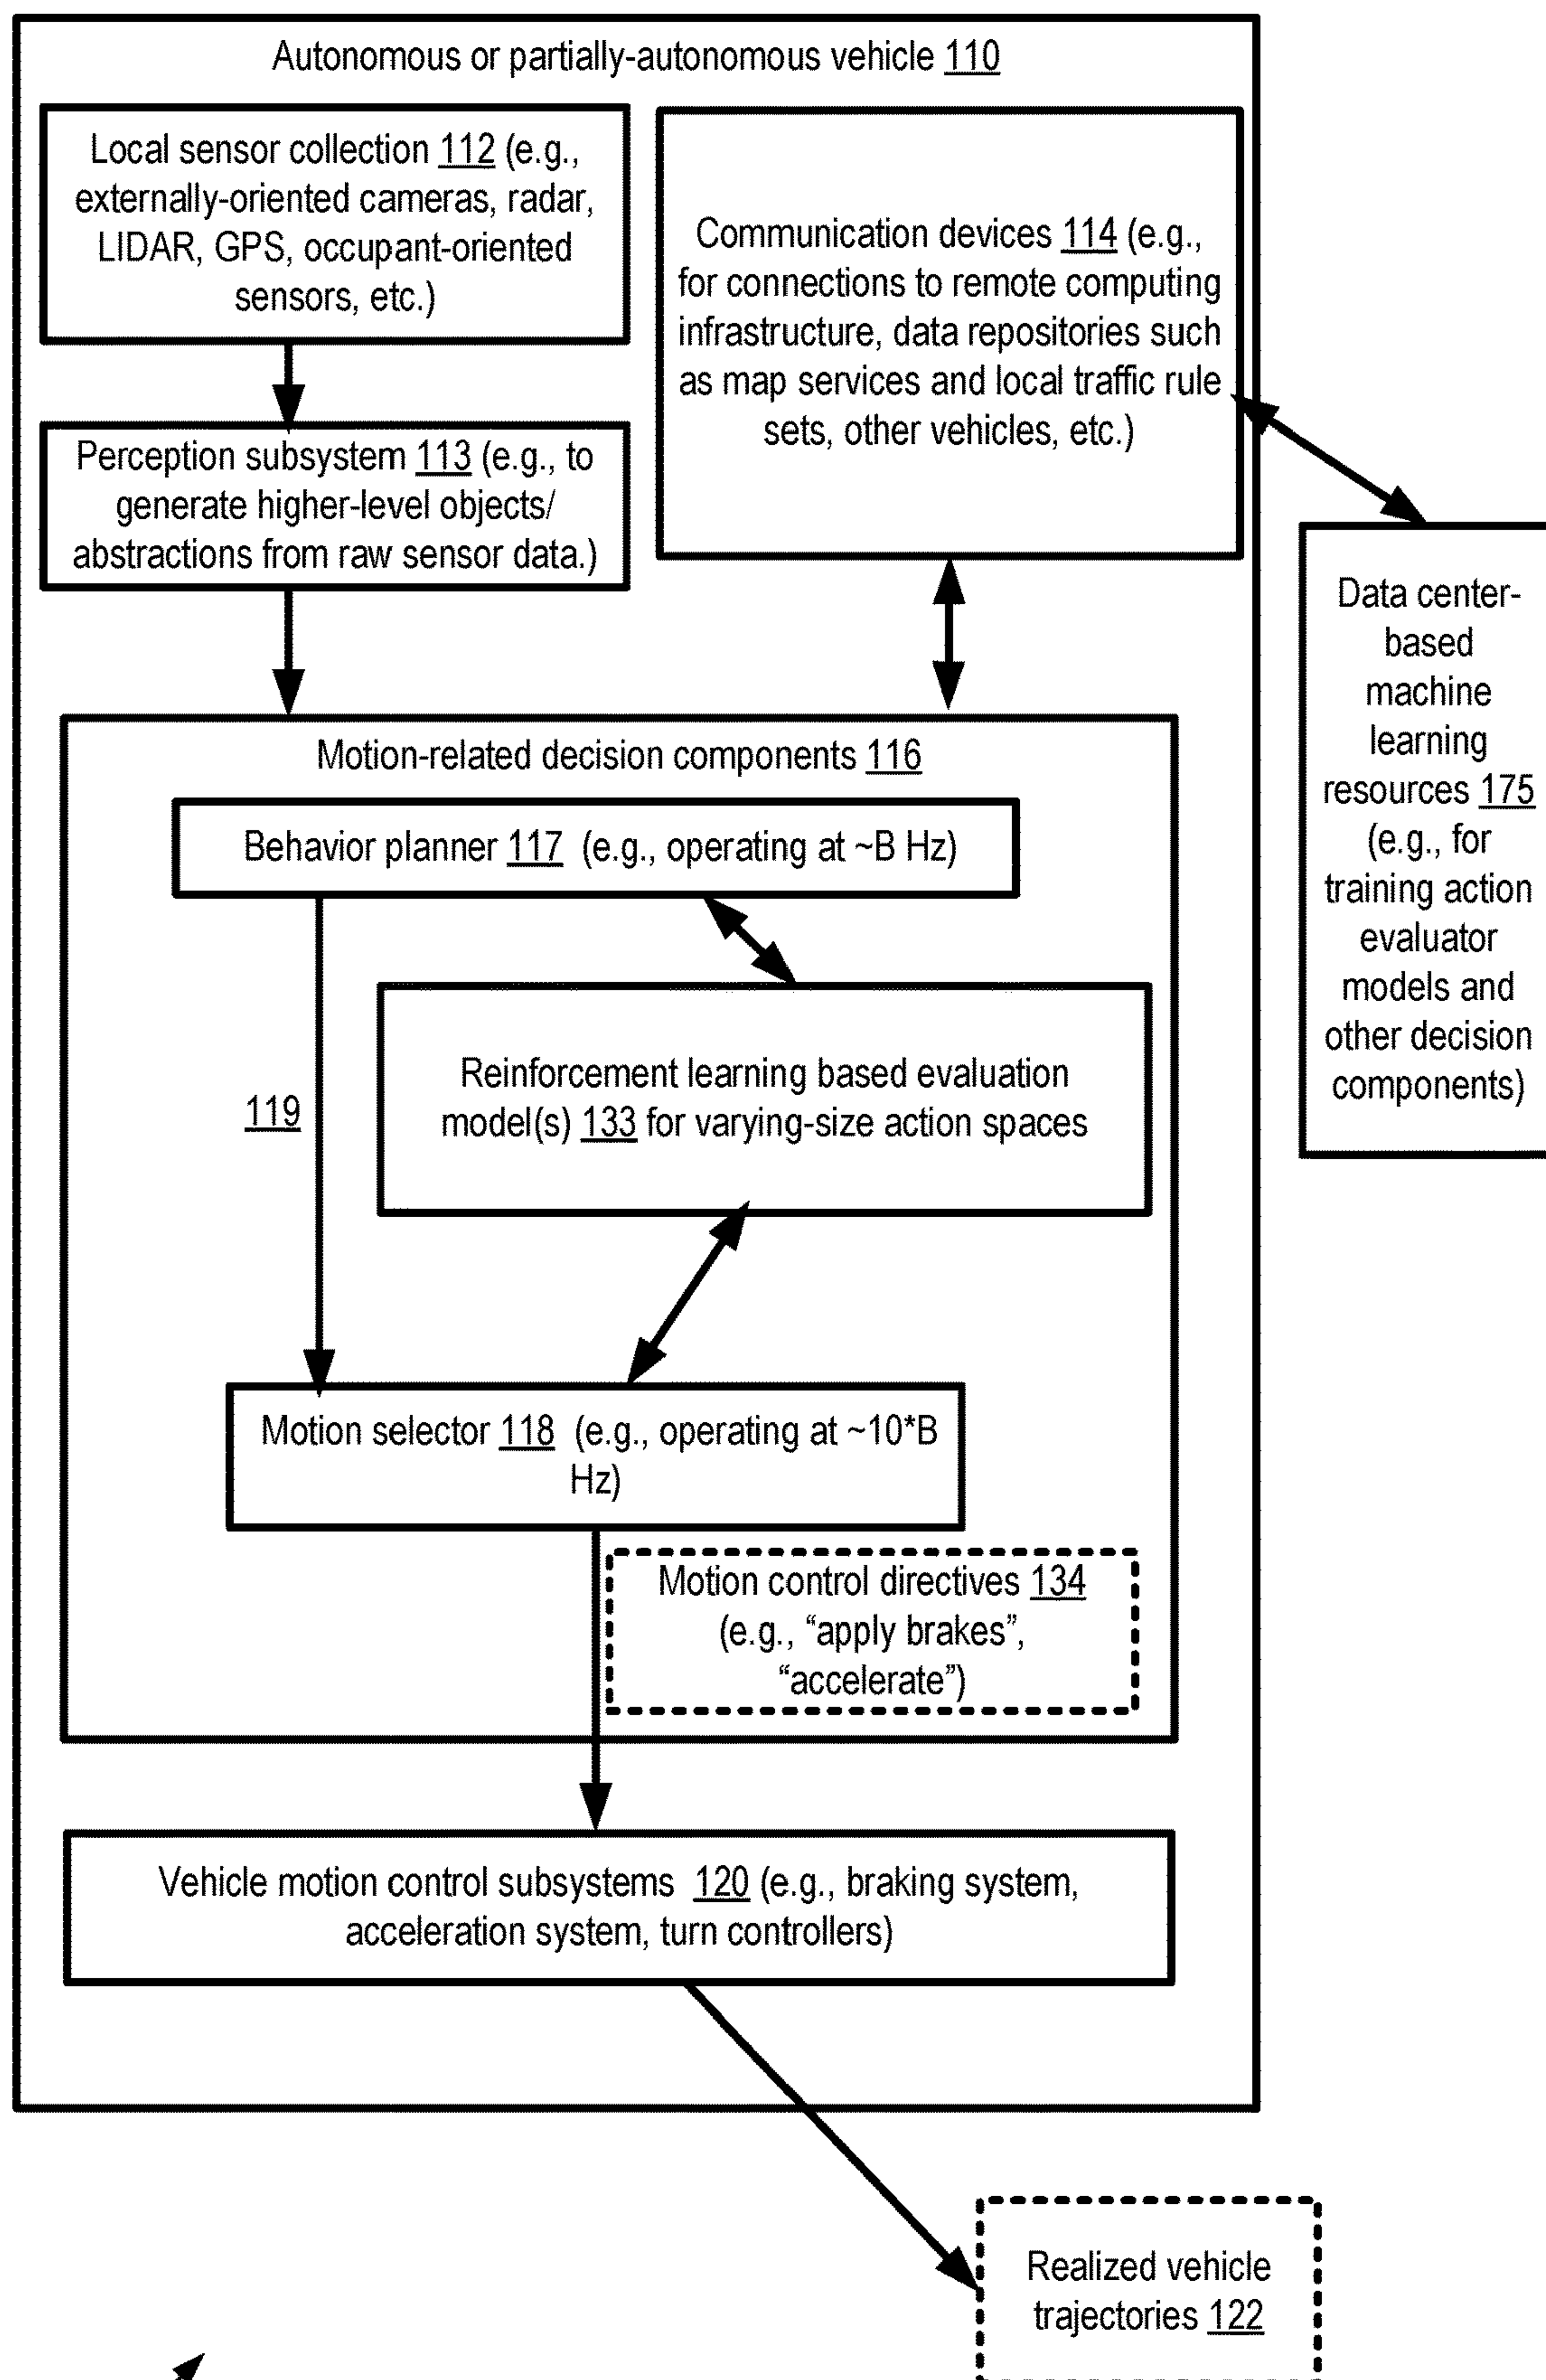 Autonomous or partially-autonomous vehicle 110
Local sensor collection 112 (e.g.,
externally-oriented cameras, radar,
LIDAR, GPS, occupant-oriented
sensors, etc.)
Communication devices 114 (e.g.,
for connections to remote computing
infrastructure, data repositories such
as map services and local traffic rule
sets, other vehicles, etc.)
Perception subsystem 113 (e.g., to
generate higher-level objects/
abstractions from raw sensor data.)
Data center-
based
machine
learning
resources 175
(e.g., for
training action
evaluator
models and
other decision
components)
Motion-related decision components 116
Behavior planner 117 (e.g., operating at ~B Hz)
Reinforcement learning based evaluation
model(s) 133 for varying-size action spaces
119
Motion selector 118 (e.g., operating at ~10*B
Hz)
Motion control directives 134
(e.g., “apply brakes”,
“accelerate”)
Vehicle motion control subsystems 120 (e.g., braking system,
acceleration system, turn controllers)
Realized vehicle
trajectories 122